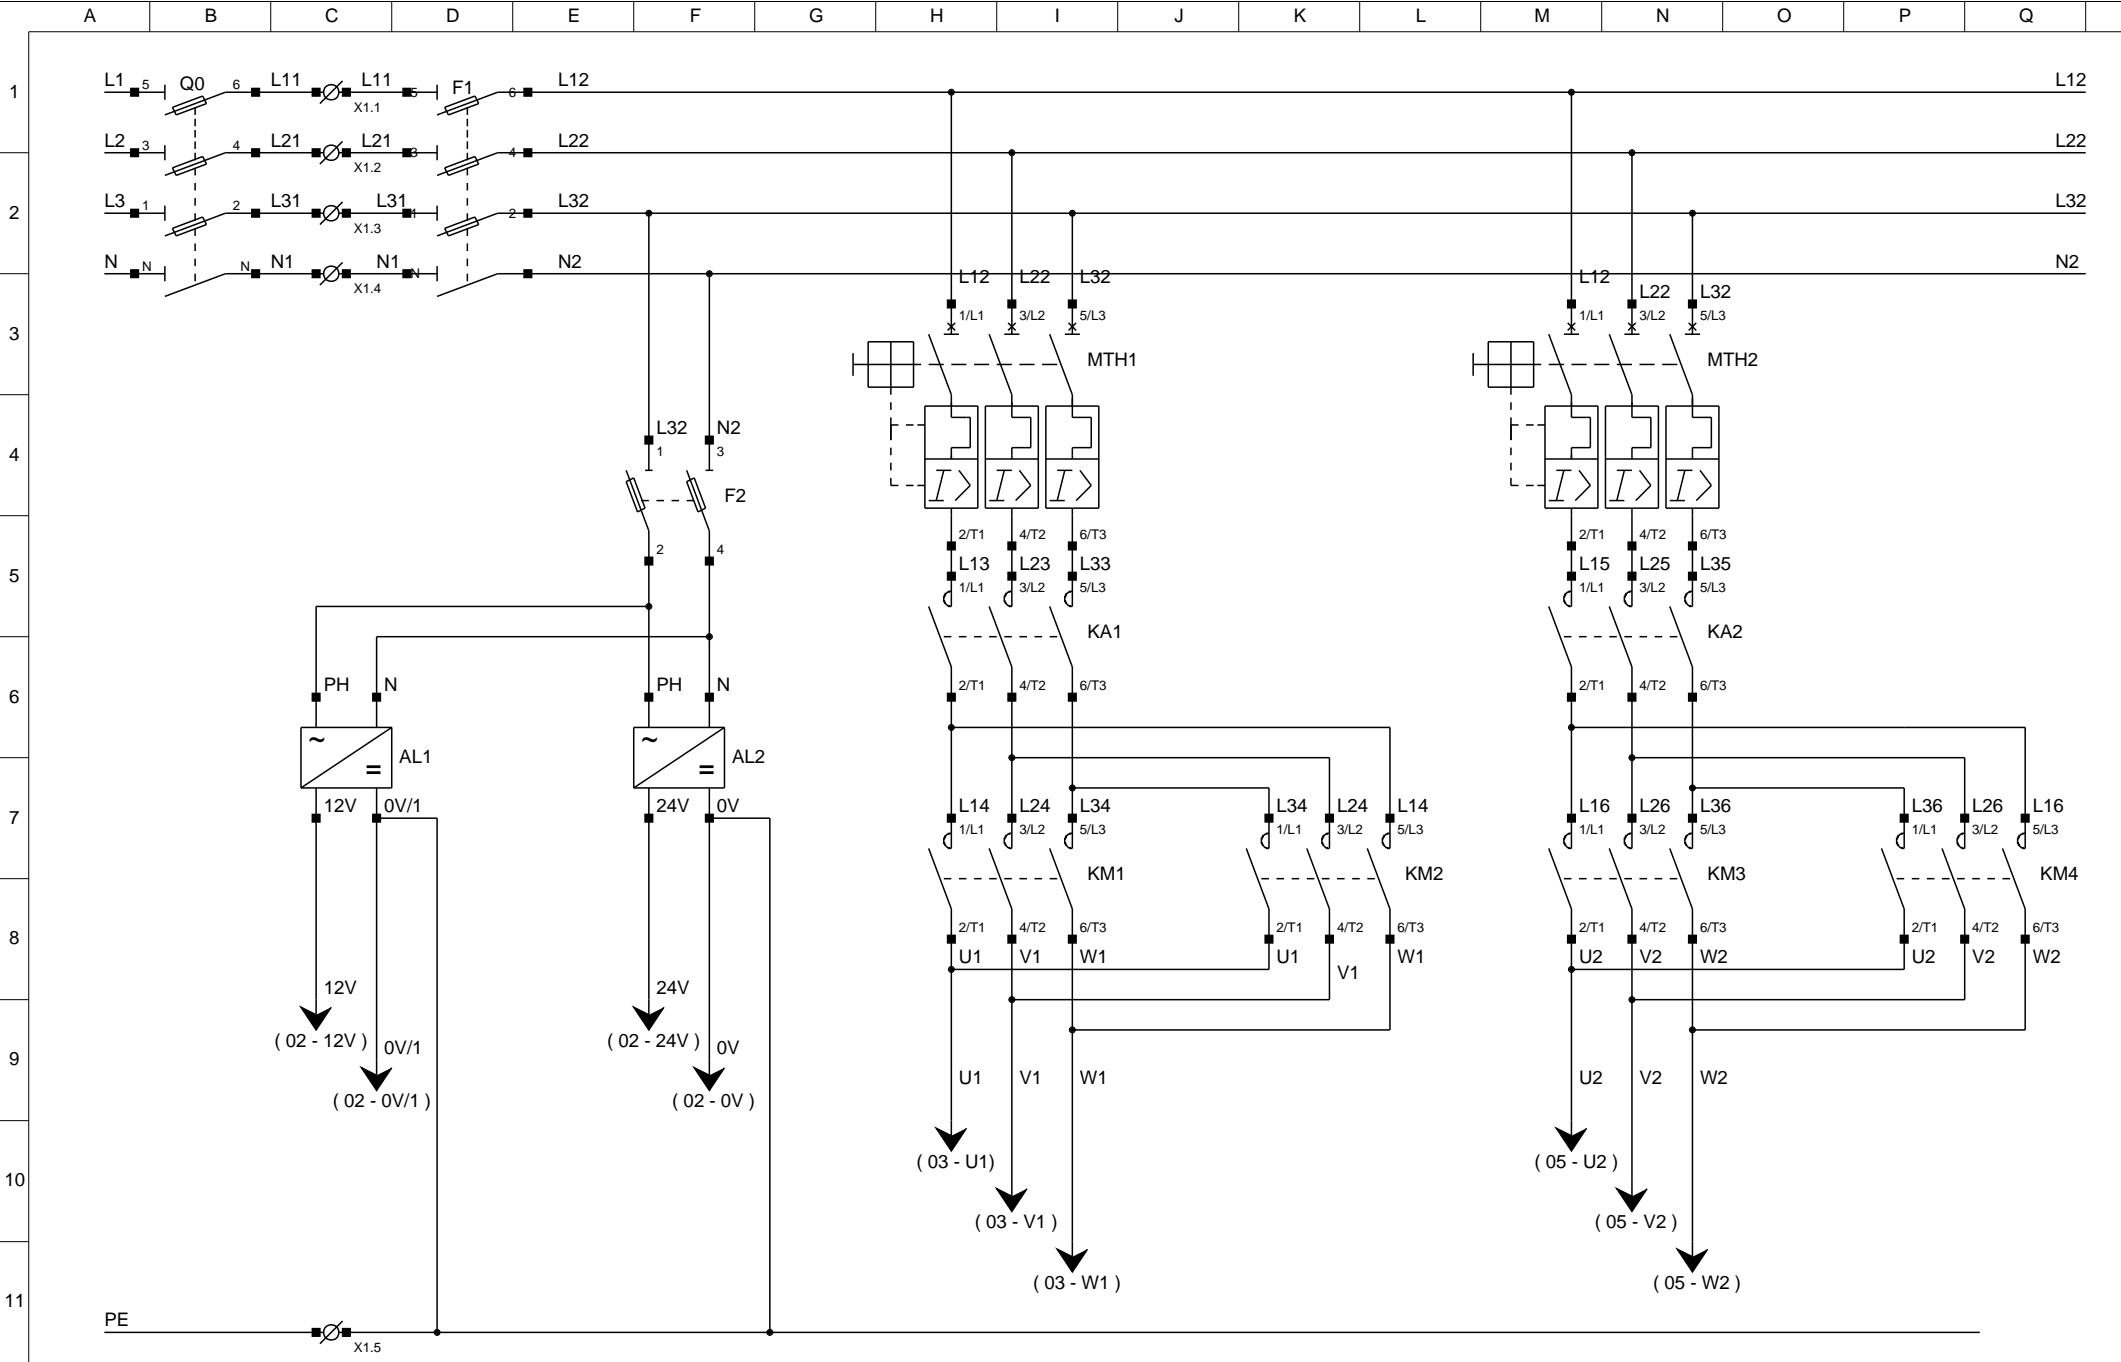 A B C D E F G H I J K L M N O P Q
1 L1 5 Q0 6 L11 L11 5 F1 6 L12 L12
X1.1
L2 3 4 L21 L21 3 4 L22 L22
X1.2
2 L3 1 2 L31 L31 1 2 L32 L32
X1.3
N N N N1 N1 N N2 N2
X1.4
L12 L22 L32 L12 L22 L32
3 1/L1 3/L2 5/L3 1/L1 3/L2 5/L3
MTH1 MTH2
L32 N2
4 1 3
I> I> I> I> I> I>
F2
2/T1 4/T2 6/T3 2/T1 4/T2 6/T3
2 4
5 L13 L23 L33 L15 L25 L35
1/L1 3/L2 5/L3 1/L1 3/L2 5/L3
KA1 KA2
6 PH N PH N 2/T1 4/T2 6/T3 2/T1 4/T2 6/T3
~ ~
AL1 AL2
= =
7 12V 0V/1 24V 0V L14 L24 L34 L34 L24 L14 L16 L26 L36 L36 L26 L16
1/L1 3/L2 5/L3 1/L1 3/L2 5/L3 1/L1 3/L2 5/L3 1/L1 3/L2 5/L3
KM1 KM2 KM3 KM4
8 2/T1 4/T2 6/T3 2/T1 4/T2 6/T3 2/T1 4/T2 6/T3 2/T1 4/T2 6/T3
U1 V1 W1 U1 V1 W1 U2 V2 W2 U2 V2 W2
12V 24V
( 02 - 12V ) ( 02 - 24V )
9 0V/1 0V
U1 V1 W1 U2 V2 W2
( 02 - 0V/1 ) ( 02 - 0V )
( 03 - U1) ( 05 - U2 )
10
( 03 - V1 ) ( 05 - V2 )
( 03 - W1 ) ( 05 - W2 )
11
PE
X1.5